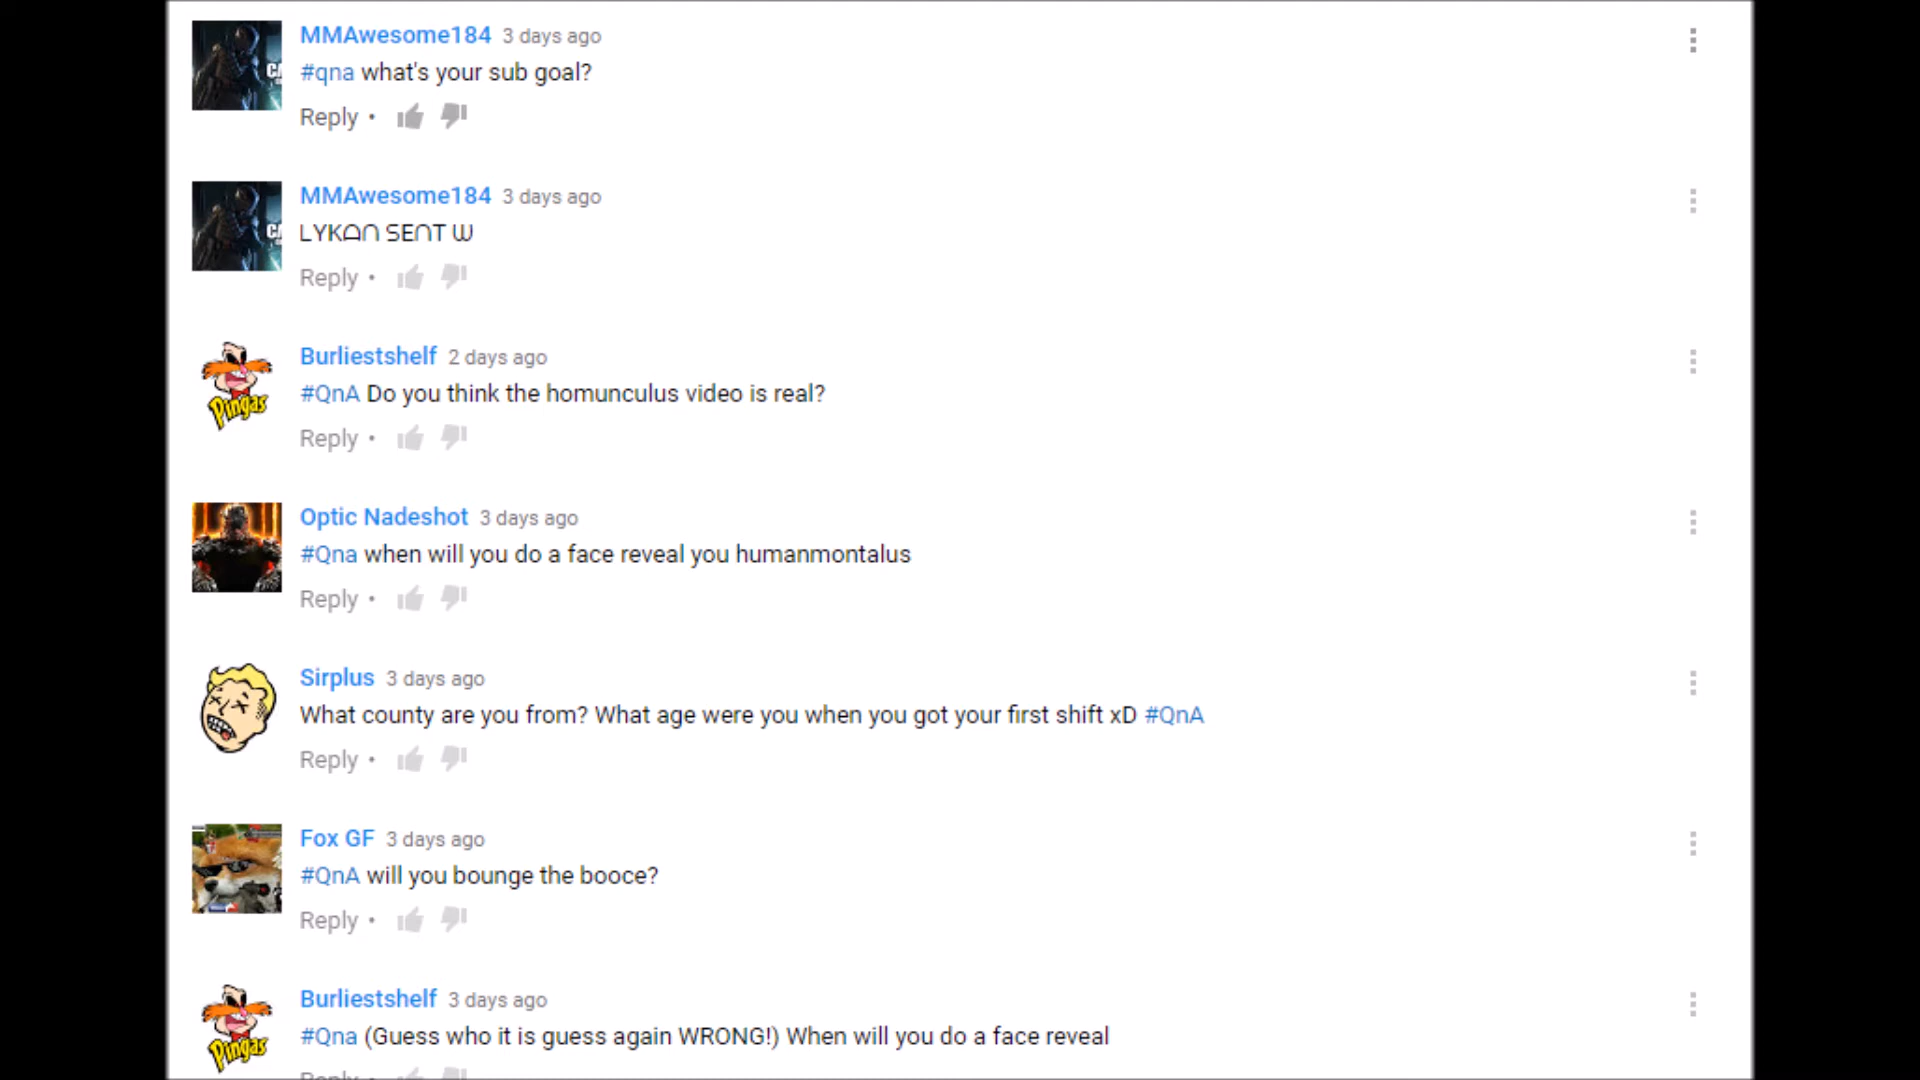 MMAwesome184 3 days ago
#qna what's your sub goal?
Reply •
MMAwesome184 3 days ago
LYKᗩᑎ SEᑎT ᗯ
Reply •
Burliestshelf 2 days ago
#QnA Do you think the homunculus video is real?
Reply •
Pingas
Optic Nadeshot 3 days ago
#Qna when will you do a face reveal you humanmontalus
Reply •
Sirplus 3 days ago
What county are you from? What age were you when you got your first shift xD #QnA
Reply •
Fox GF 3 days ago
#QnA will you bounge the booce?
Reply •
Burliestshelf 3 days ago
#Qna (Guess who it is guess again WRONG!) When will you do a face reveal
Pingas
Reply •